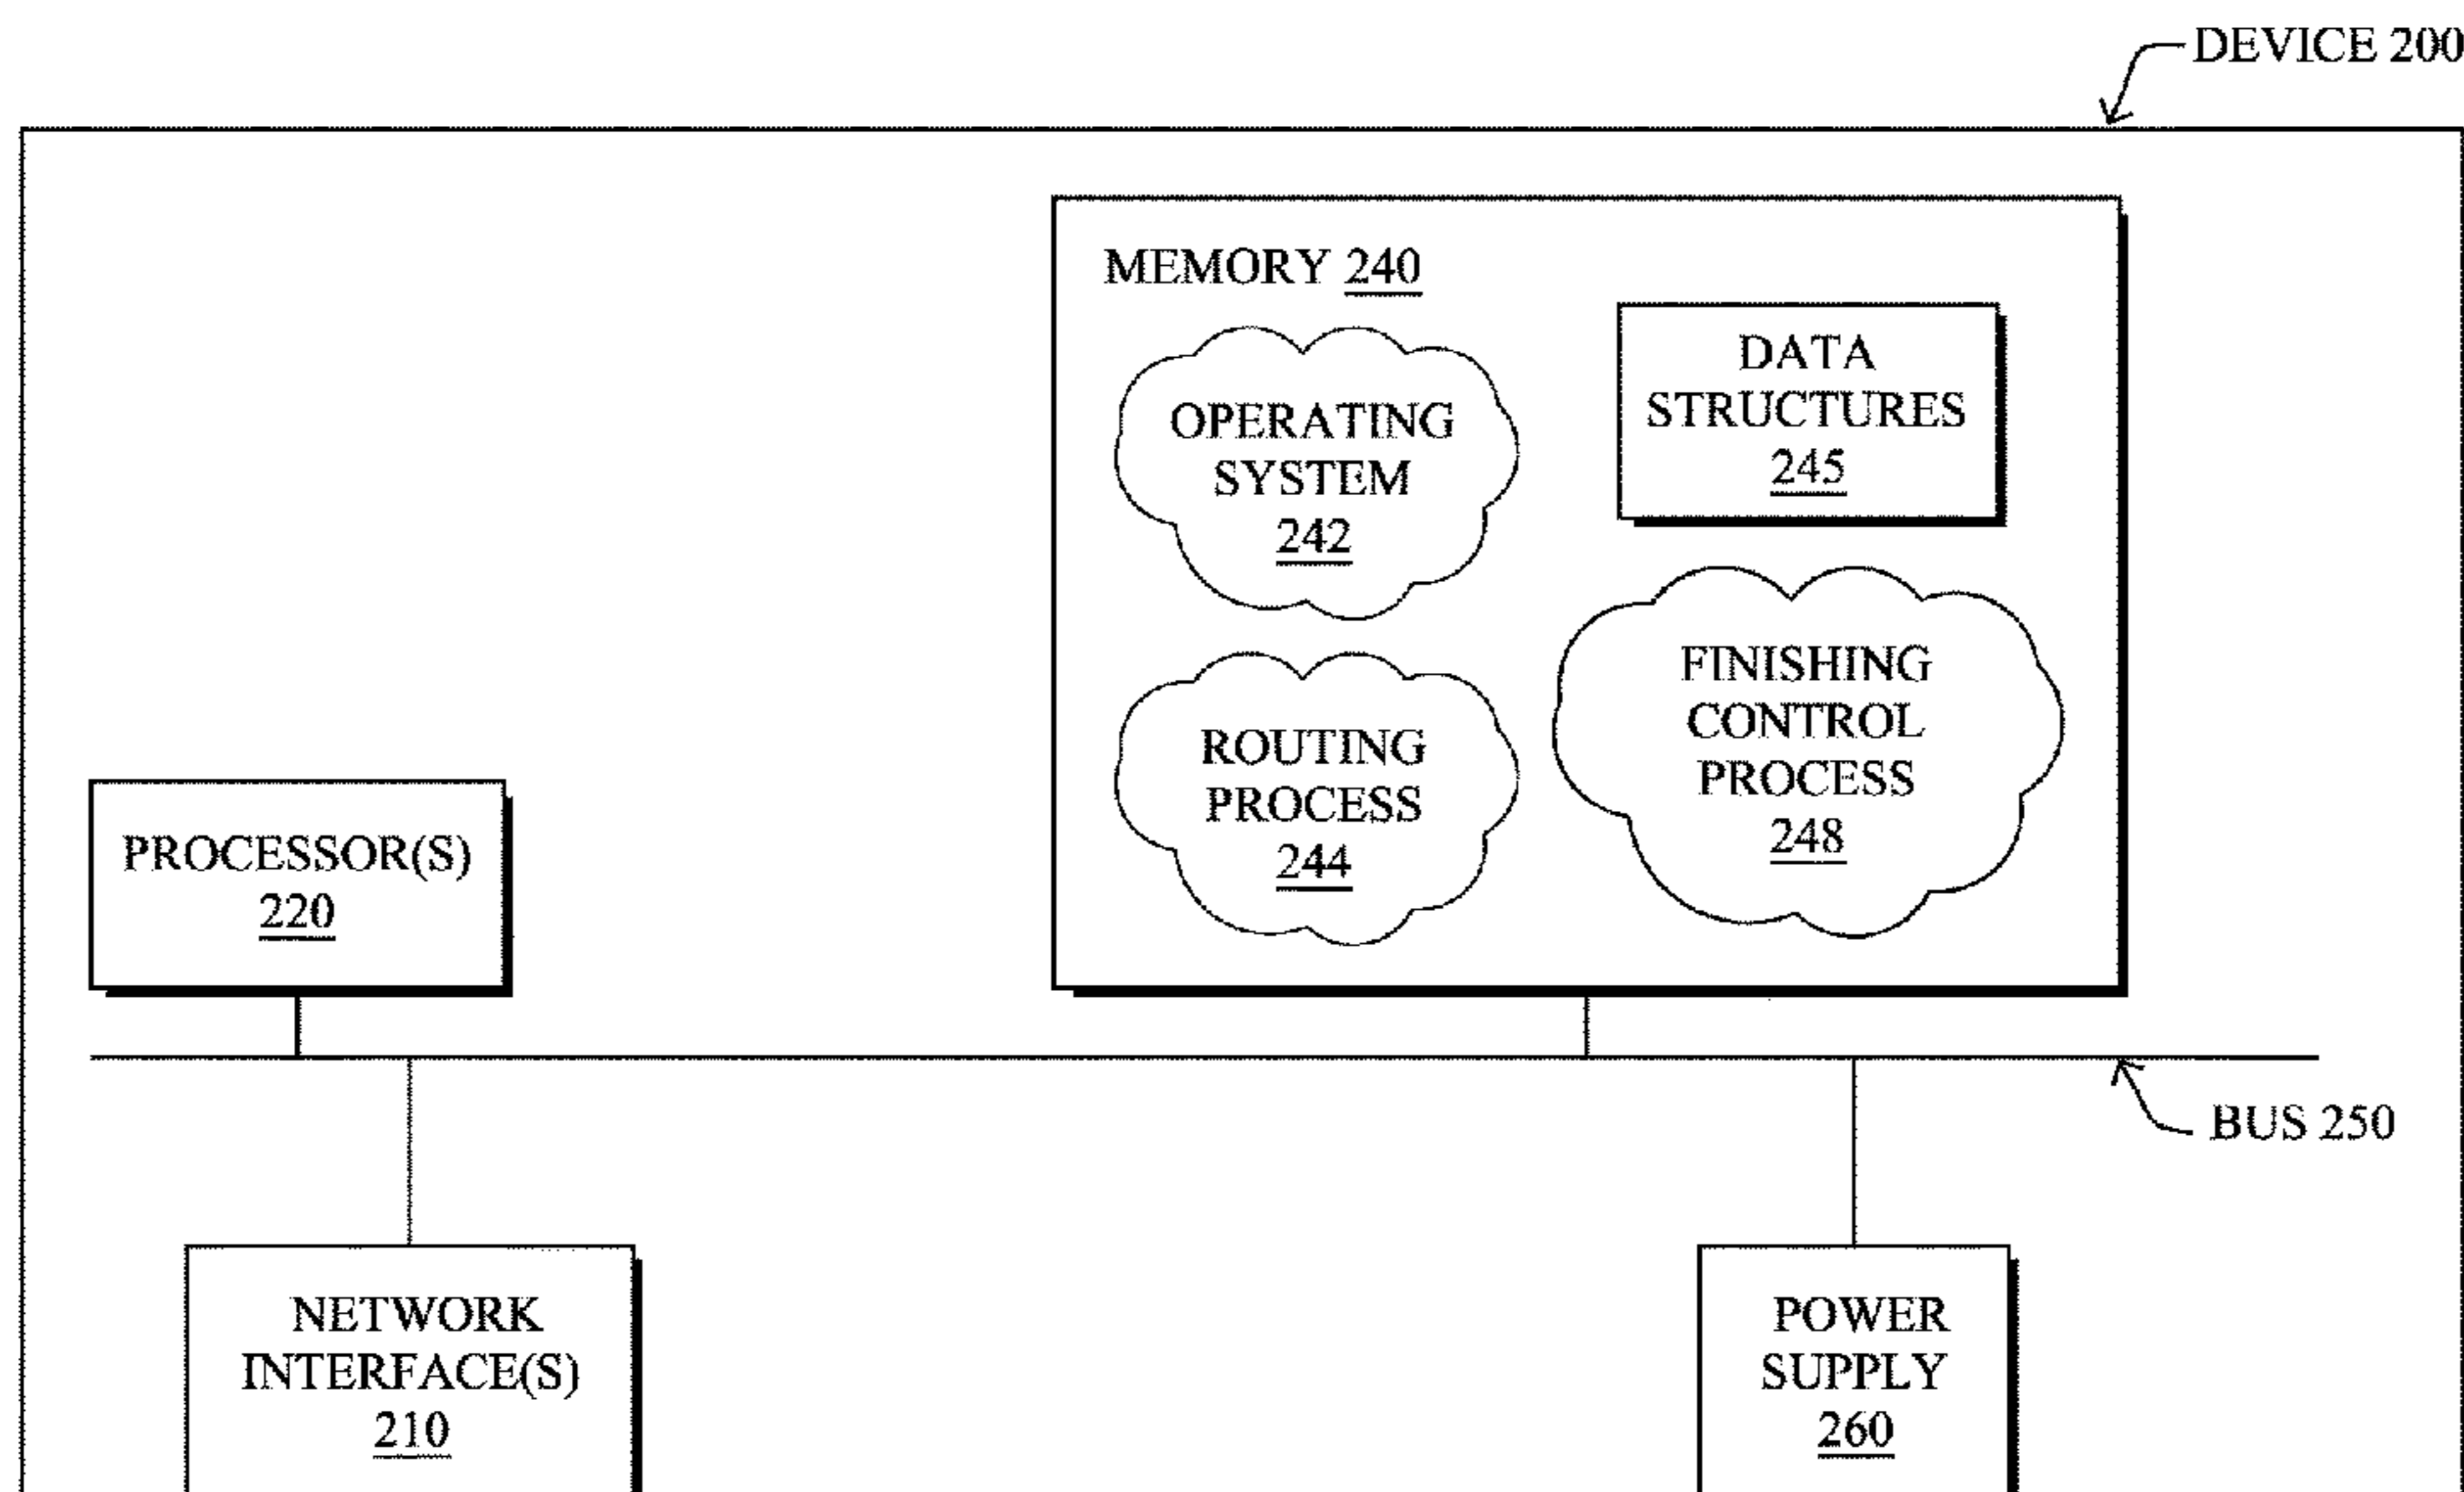 DEVICE 200
MEMORY 240
OPERATING
SYSTEM
242
DATA
STRUCTURES
245
ROUTING
PROCESS
244
FINISHING
CONTROL
PROCESS
248
PROCESSOR(S)
220
BUS 250
NETWORK
INTERFACE(S)
210
POWER
SUPPLY
260